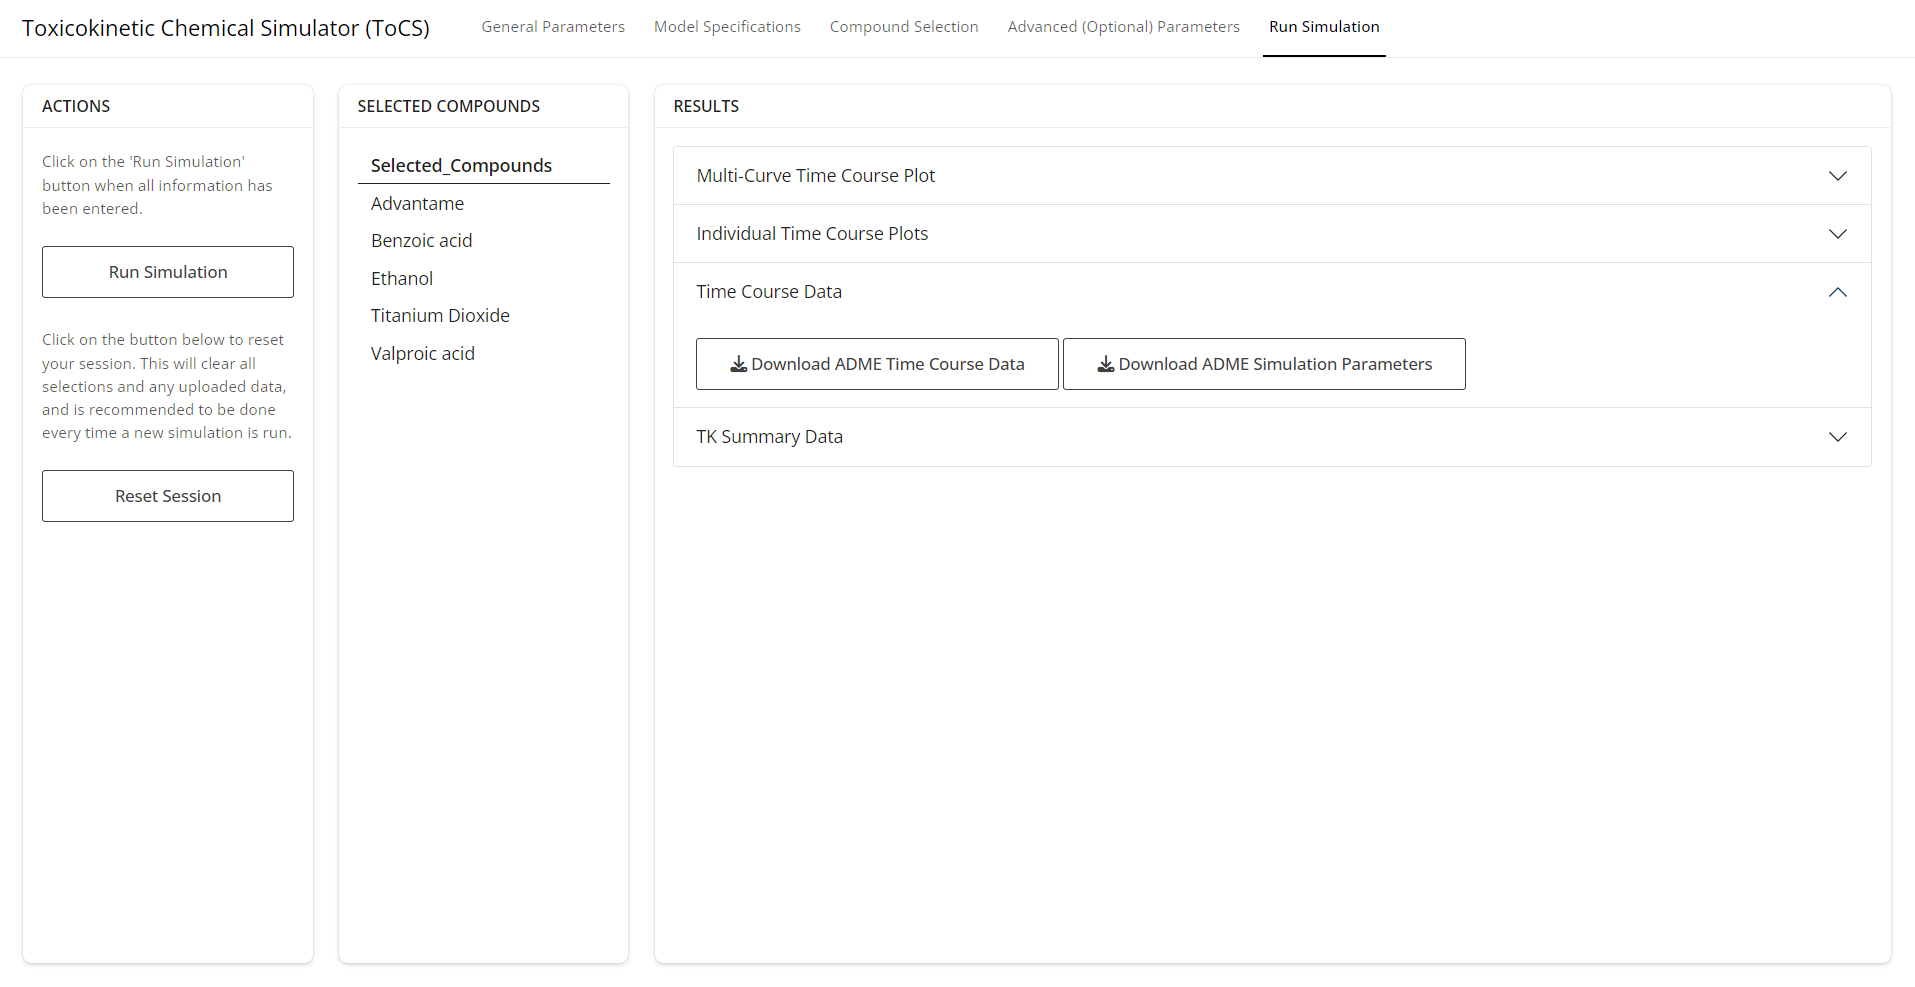 Toxicokinetic Chemical Simulator (ToCS)
General Parameters
Model Specifications
Compound Selection
Advanced (Optional) Parameters
Run Simulation
ACTIONS
Click on the 'Run Simulation'
button when all information has
been entered.
Run Simulation
Click on the button below to reset
your session. This will clear all
selections and any uploaded data,
and is recommended to be done
every time a new simulation is run.
Reset Session
SELECTED COMPOUNDS
Selected_Compounds
Advantame
Benzoic acid
Ethanol
Titanium Dioxide
Valproic acid
RESULTS
Multi-Curve Time Course Plot
Individual Time Course Plots
Time Course Data
Download ADME Time Course Data
Download ADME Simulation Parameters
TK Summary Data